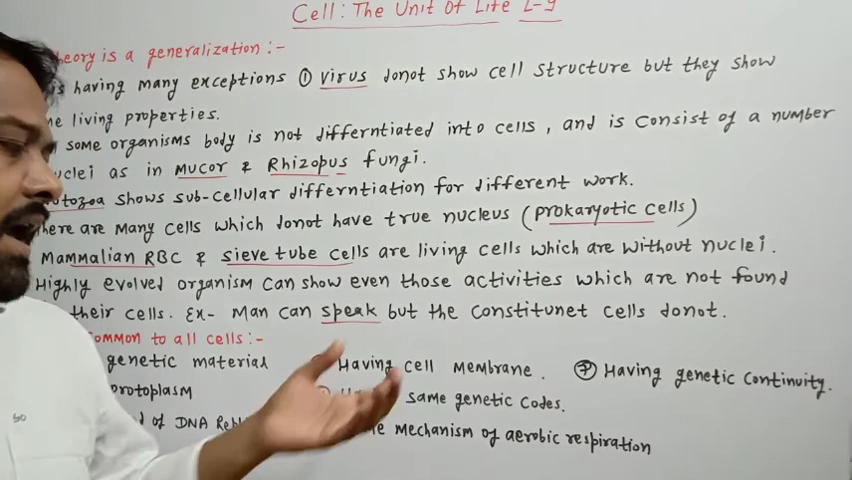 Cell: The Unit Of Life L-9
theory is a generalization :-
is having many exceptions ① virus donot show cell structure but they show
living properties.
some organisms body is not differntiated into cells, and is consist of a number
nuclei as in mucor & Rhizopus fungi.
shows sub-cellular differntiation for different work.
There are many cells which donot have true nucleus (prokaryotic cells)
Mammalian RBC & sieve tube cells are living cells which are without nuclei.
Highly evolved organism can show even those activities which are not found
their cells. Ex- Man can speak but the constitunet cells donot.
common to all cells :-
genetic material
Having cell membrane.
⑦ Having genetic continuity.
protoplasm
same genetic codes.
of DNA
mechanism of aerobic respiration